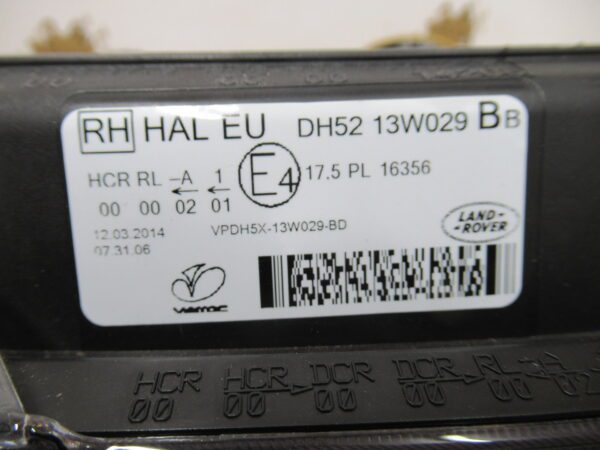 RH HAL EU DH52 13W029 BB
HCR RL -A 1 E4 17.5 PL 16356
00 00 02 01
VPDH5X-13W029-BD
12.03.2014
07.31.06
LAND-
ROVER
HCR HCR DCR DCR RL -A
00 00 00 00 00 02